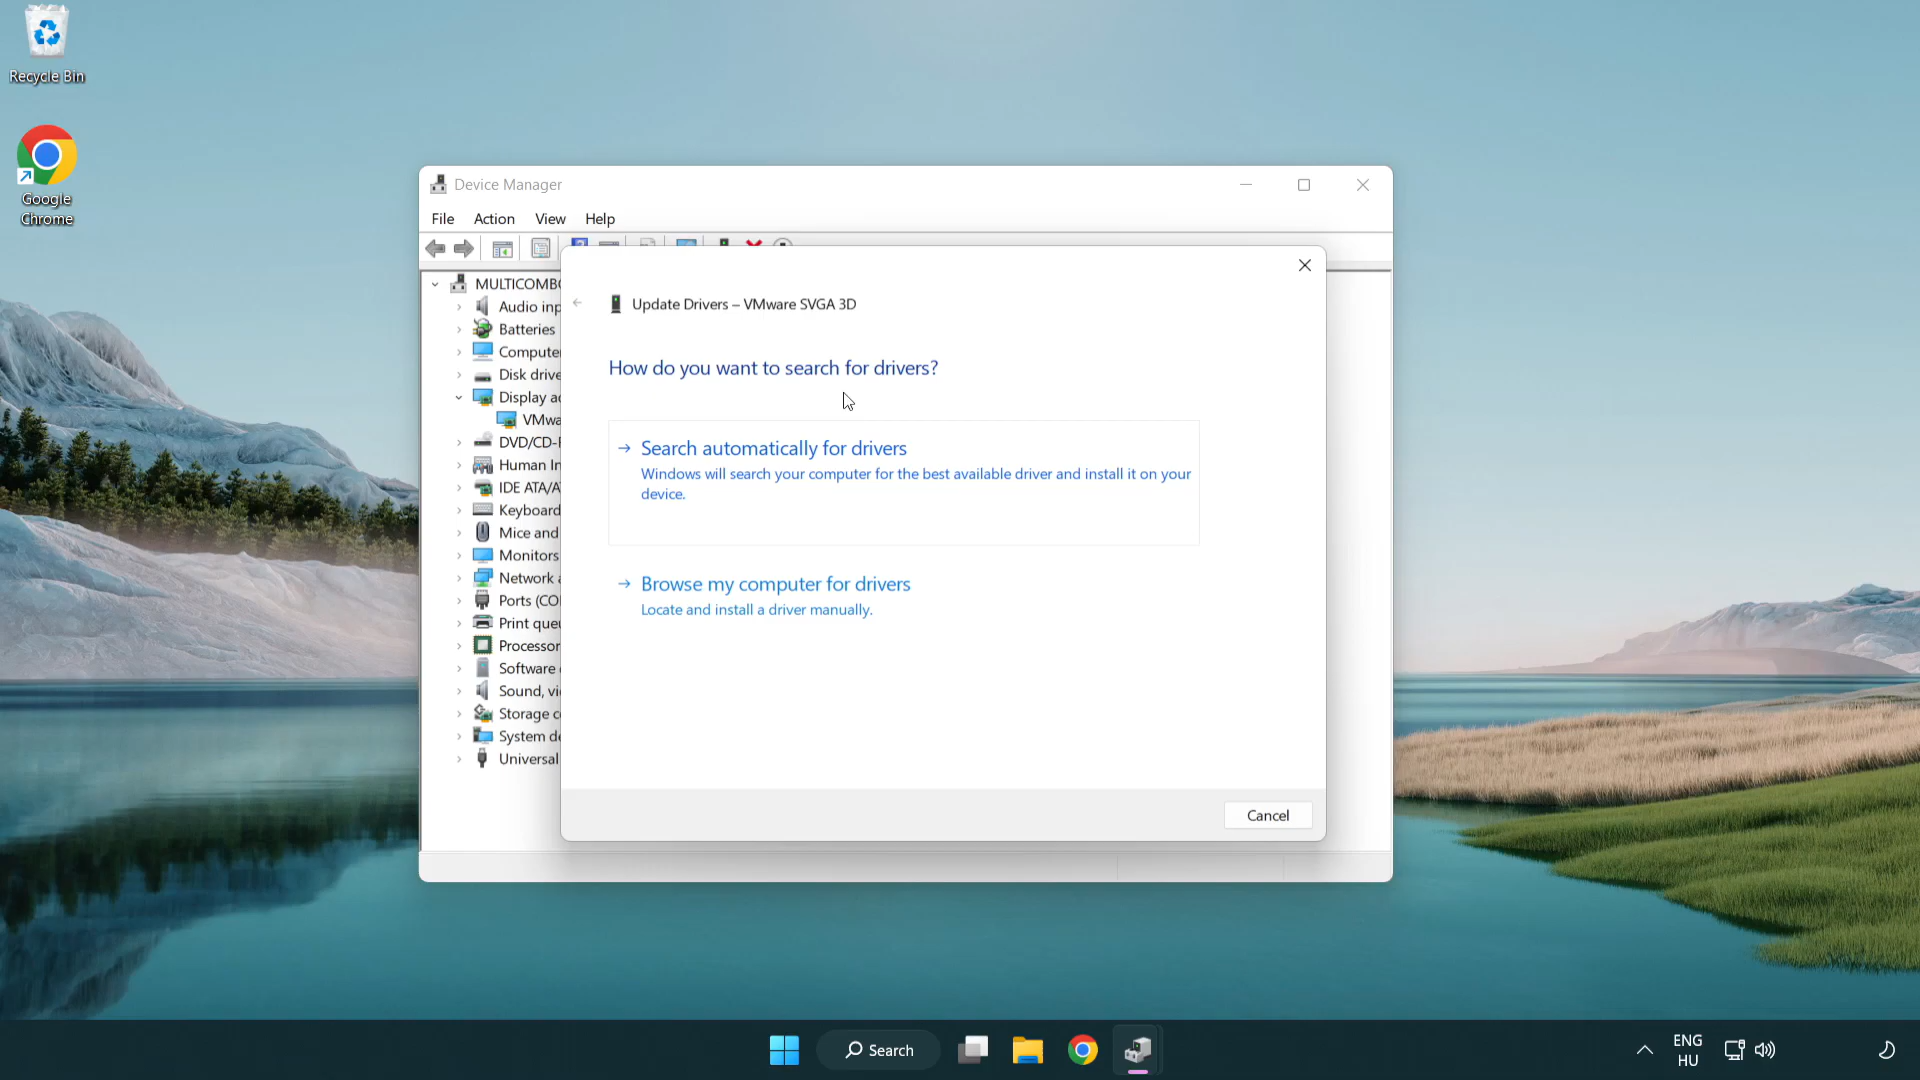 Recycle Bin
Google
Chrome
Device Manager
File Action View Help
MULTICOMBO
Audio inp
Batteries
Compute
Disk drive
Display a
VMwa
DVD/CD-
Human In
IDE ATA/A
Keyboard
Mice and
Monitors
Network a
Ports (CO
Print que
Processor
Software
Sound, vi
Storage c
System de
Universal
Update Drivers – VMware SVGA 3D
How do you want to search for drivers?
Search automatically for drivers
Windows will search your computer for the best available driver and install it on your
device.
Browse my computer for drivers
Locate and install a driver manually.
Cancel
Search
ENG
HU